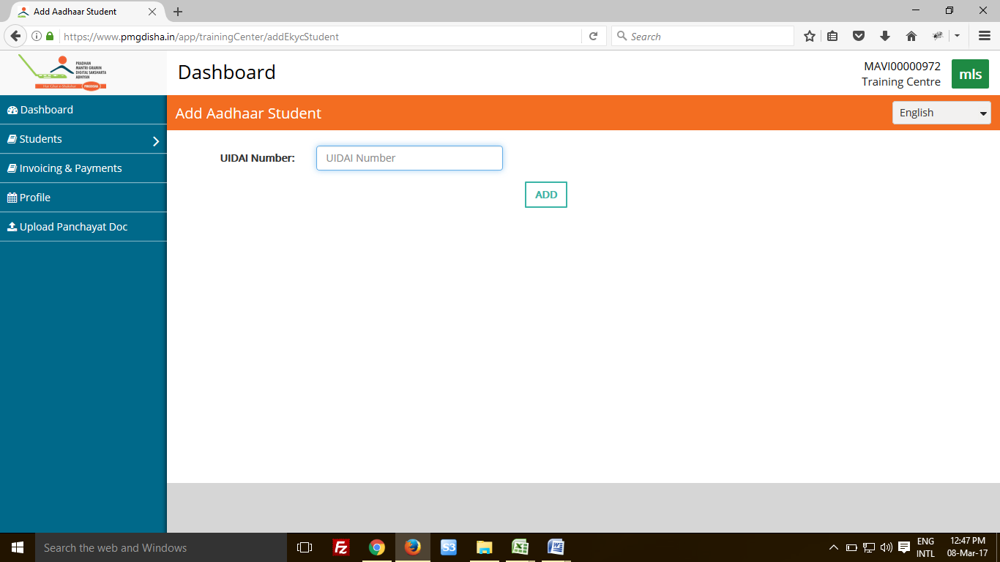 Add Aadhaar Student
https://www.pmgdisha.in/app/trainingCenter/addEkycStudent
Search
PRADHAN
MANTRI GRAMIN
DIGITAL SAKSHARTA
ABHIYAN
PMGDISHA
Dashboard
MAVI00000972
Training Centre
mls
Dashboard
Students
Invoicing & Payments
Profile
Upload Panchayat Doc
Add Aadhaar Student
English
UIDAI Number:
UIDAI Number
ADD
Search the web and Windows
Fz
S3
ENG
INTL
12:47 PM
08-Mar-17